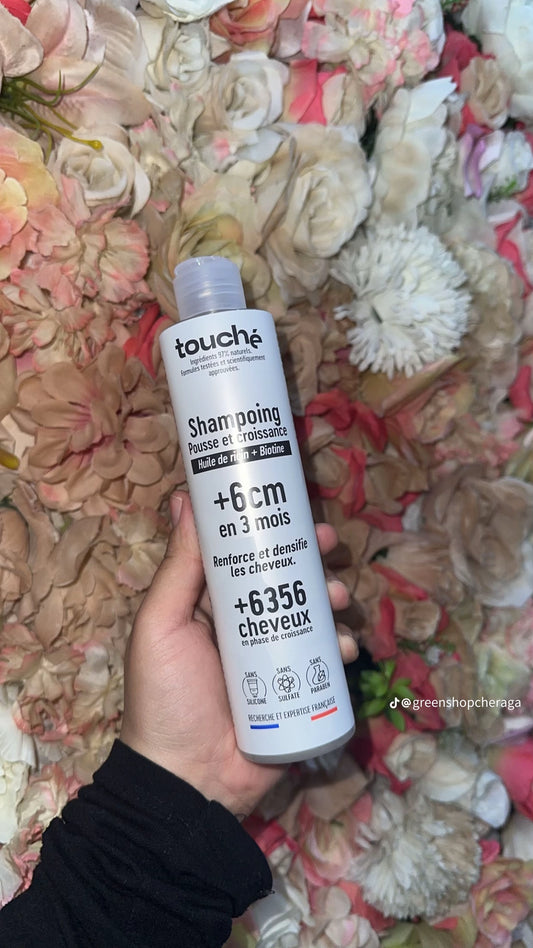 touché
Ingrédients 97% naturels.
Formules testées et scientifiquement
approuvées.
Shampoing
Pousse et croissance
Huile de ricin + Biotine
+6cm
en 3 mois
Renforce et densifie
les cheveux.
+6356
cheveux
en phase de croissance
SANS
SILICONE
SANS
SULFATE
SANS
PARABEN
RECHERCHE ET EXPERTISE FRANÇAISE
@greenshopcheraga